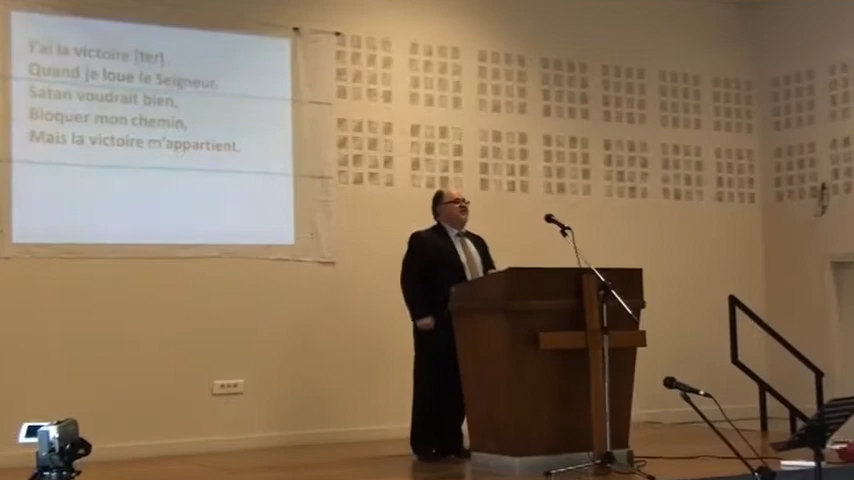 J'ai la victoire [ter]
Quand je loue le Seigneur.
Satan voudrait bien,
Bloquer mon chemin,
Mais la victoire m'appartient.